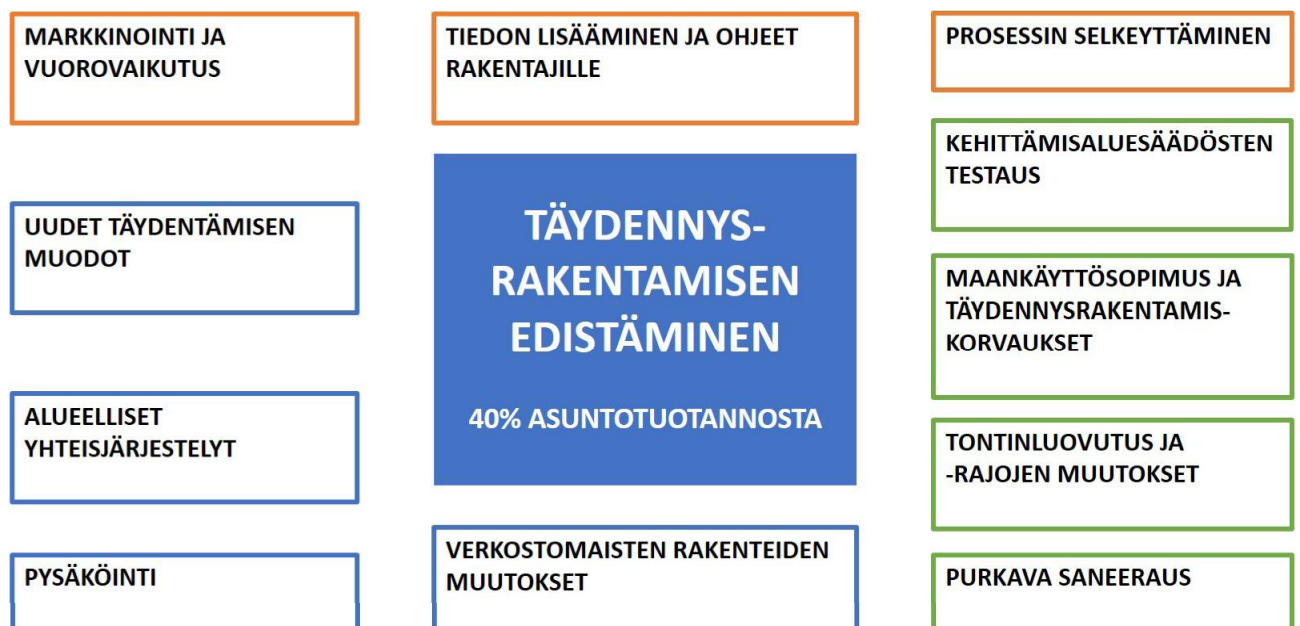 MARKKINOINTI JA
VUOROVAIKUTUS
TIEDON LISÄÄMINEN JA OHJEET
RAKENTAJILLE
PROSESSIN SELKEYTTÄMINEN
KEHITTÄMISALUESÄÄDÖSTEN
TESTAUS
UUDET TÄYDENTÄMISEN
MUODOT
TÄYDENNYS-
RAKENTAMISEN
EDISTÄMINEN
40% ASUNTOTUOTANNOSTA
MAANKÄYTTÖSOPIMUS JA
TÄYDENNYSRAKENTAMIS-
KORVAUKSET
ALUEELLISET
YHTEISJÄRJESTELYT
TONTINLUOVUTUS JA
-RAJOJEN MUUTOKSET
PYSÄKÖINTI
VERKOSTOMAISTEN RAKENTEIDEN
MUUTOKSET
PURKAVA SANEERAUS